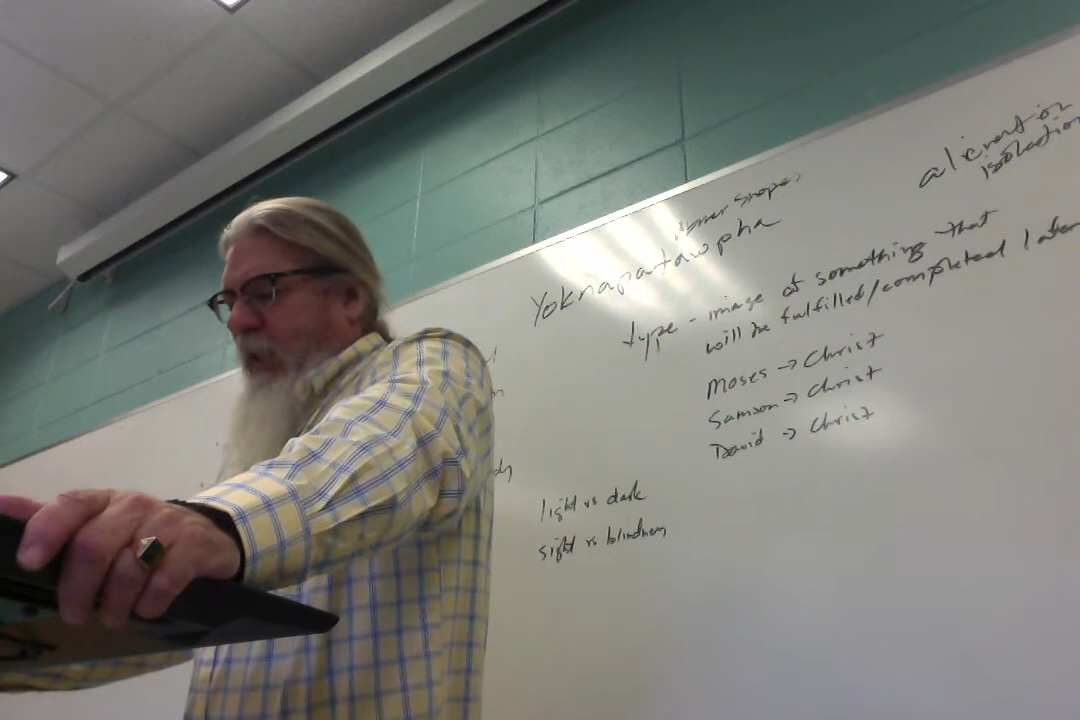 alienation
isolation
Snopes
Yoknapatawpha
type - image of something that
will be fulfilled/completed later
Moses -> Christ
Samson -> Christ
David -> Christ
light vs dark
sight vs blindness